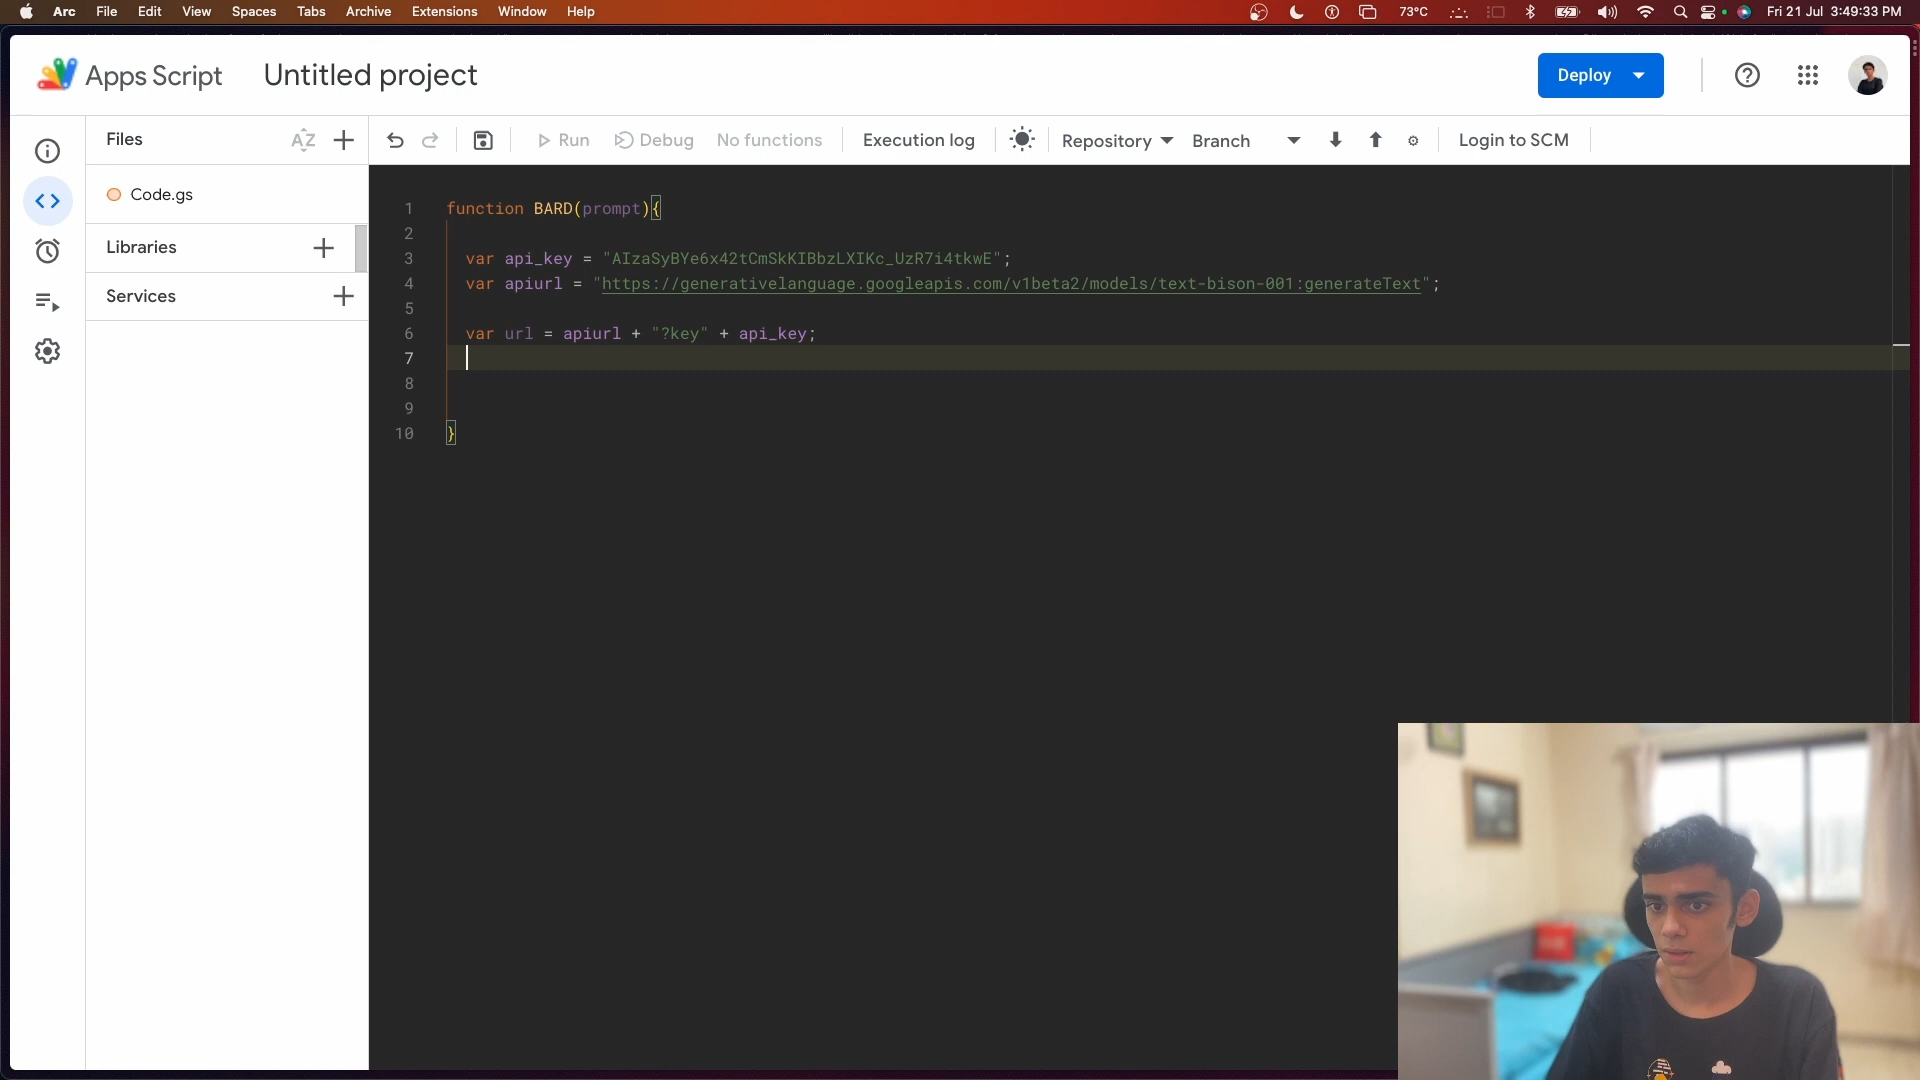 Arc File Edit View Spaces Tabs Archive Extensions Window Help 73°C Fri 21 Jul 3:49:33 PM
Apps Script Untitled project Deploy
Files AZ Run Debug No functions Execution log Repository Branch Login to SCM
Code.gs
Libraries
Services
1 function BARD(prompt){
2
3 var api_key = "AIzaSyBYe6x42tCmSkKIBbzLXIKc_UzR7i4tkwE";
4 var apiurl = "https://generativelanguage.googleapis.com/v1beta2/models/text-bison-001:generateText";
5
6 var url = apiurl + "?key" + api_key;
7
8
9
10 }